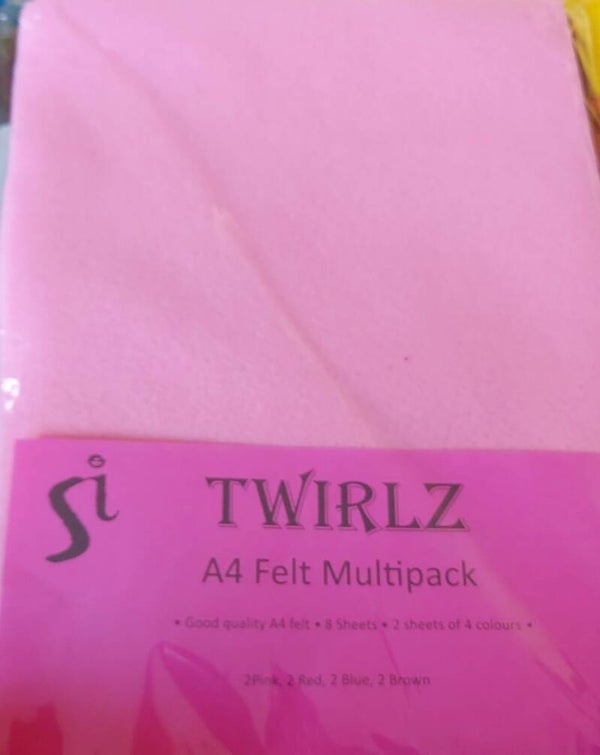 Si
TWIRLZ
A4 Felt Multipack
• Good quality A4 felt • 8 Sheets • 2 sheets of 4 colours •
2Pink, 2 Red, 2 Blue, 2 Brown